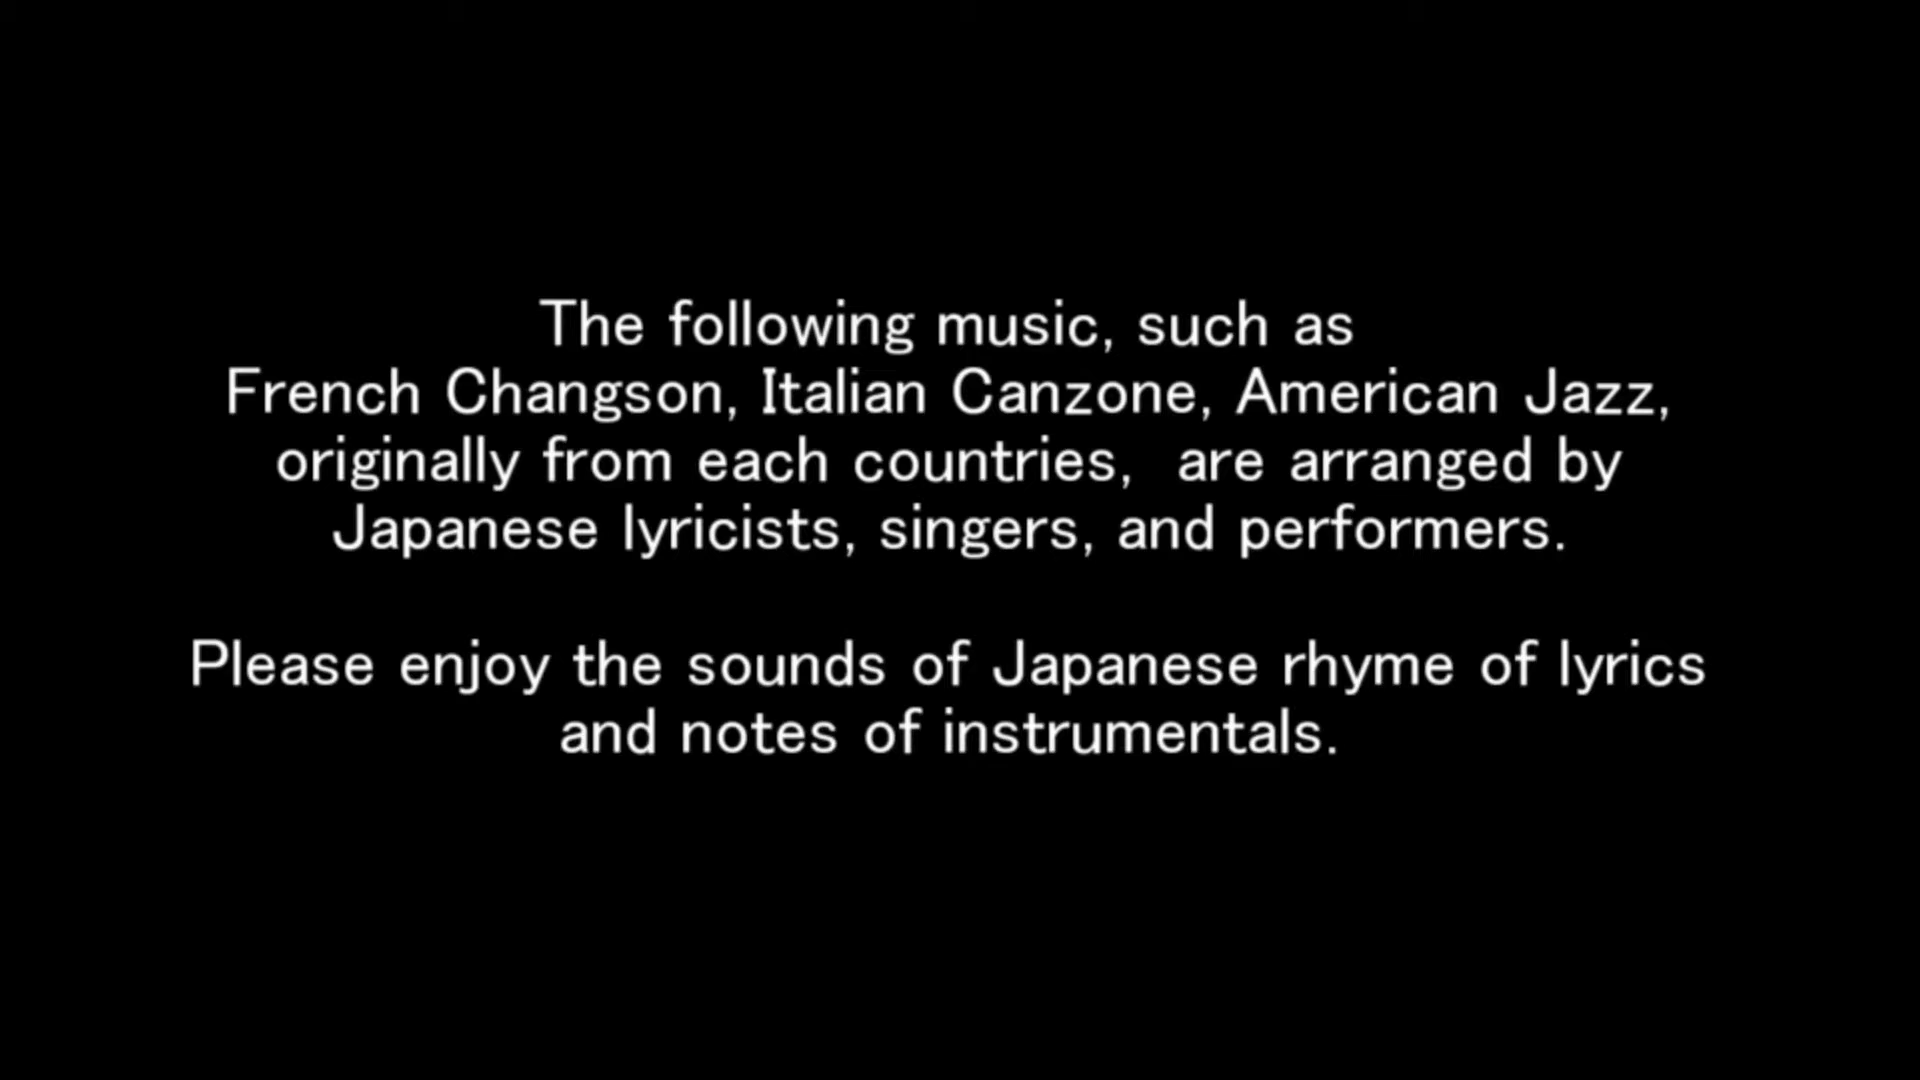 The following music, such as
French Changson, Italian Canzone, American Jazz,
originally from each countries,  are arranged by
Japanese lyricists, singers, and performers.
Please enjoy the sounds of Japanese rhyme of lyrics
and notes of instrumentals.